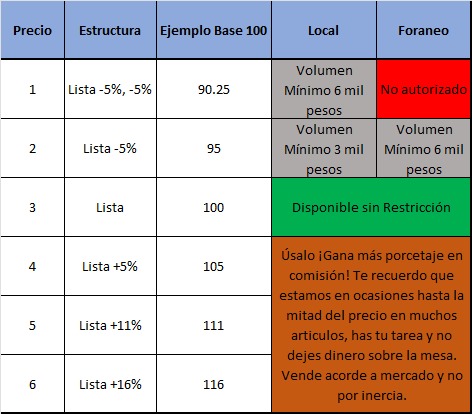 Precio Estructura Ejemplo Base 100 Local Foraneo
1 Lista -5%, -5% 90.25 Volumen Mínimo 6 mil pesos No autorizado
2 Lista -5% 95 Volumen Mínimo 3 mil pesos Volumen Mínimo 6 mil pesos
3 Lista 100 Disponible sin Restricción
4 Lista +5% 105
5 Lista +11% 111
6 Lista +16% 116
Úsalo ¡Gana más porcetaje en
comisión! Te recuerdo que
estamos en ocasiones hasta la
mitad del precio en muchos
articulos, has tu tarea y no
dejes dinero sobre la mesa.
Vende acorde a mercado y no
por inercia.